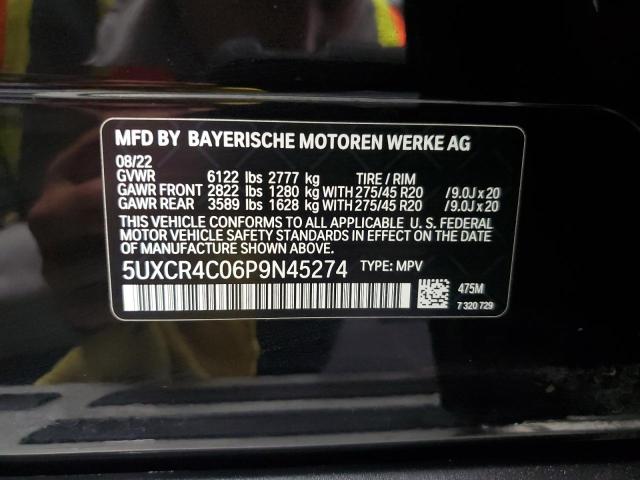 MFD BY BAYERISCHE MOTOREN WERKE AG
08/22
GVWR 6122 lbs 2777 kg TIRE / RIM
GAWR FRONT 2822 lbs 1280 kg WITH 275/45 R20 / 9.0J x 20
GAWR REAR 3589 lbs 1628 kg WITH 275/45 R20 / 9.0J x 20
THIS VEHICLE CONFORMS TO ALL APPLICABLE U. S. FEDERAL
MOTOR VEHICLE SAFETY STANDARDS IN EFFECT ON THE DATE
OF MANUFACTURE SHOWN ABOVE.
5UXCR4C06P9N45274 TYPE: MPV
475M
7 320 729